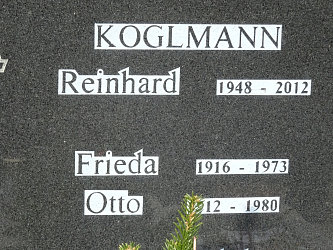 KOGLMANN
Reinhard 1948 - 2012
Frieda 1916 - 1973
Otto 12 - 1980